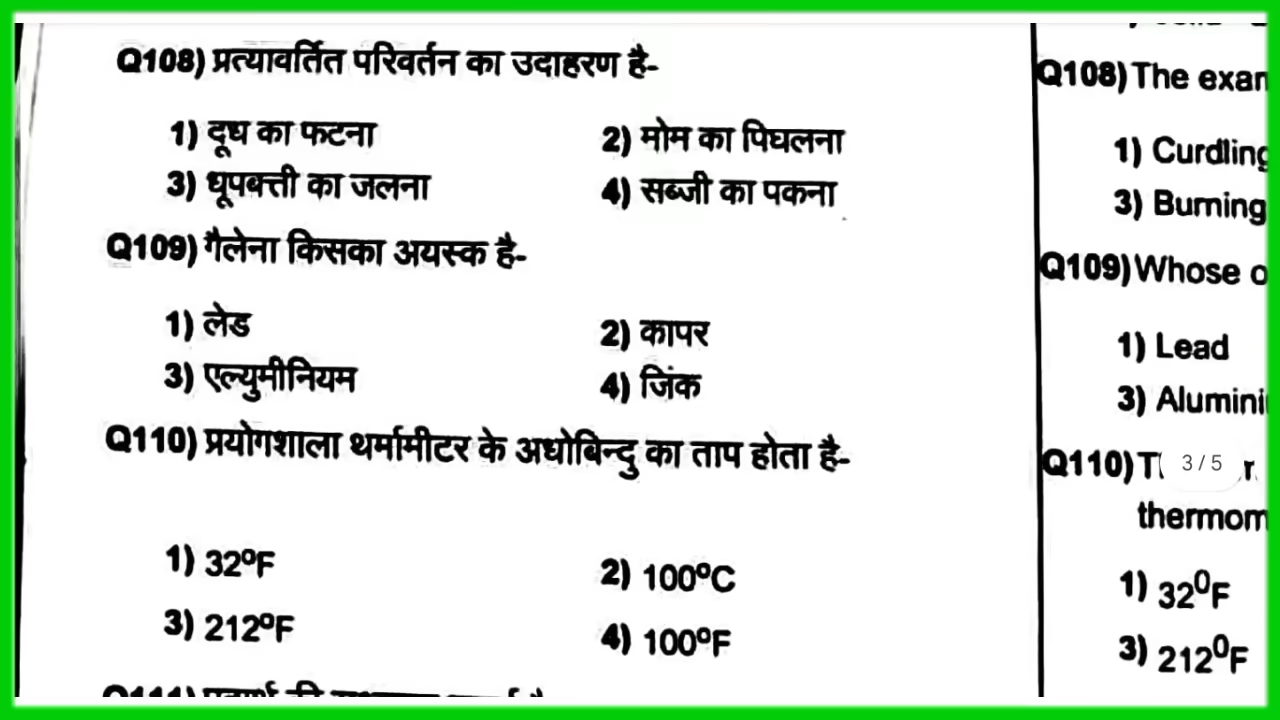 Q108) प्रत्यावर्तित परिवर्तन का उदाहरण है-
1) दूध का फटना
2) मोम का पिघलना
3) धूपबत्ती का जलना
4) सब्जी का पकना
Q109) गैलेना किसका अयस्क है-
1) लेड
2) कापर
3) एल्युमीनियम
4) जिंक
Q110) प्रयोगशाला थर्मामीटर के अधोबिन्दु का ताप होता है-
1) 32ºF
2) 100ºC
3) 212ºF
4) 100ºF
Q108) The
1) Curdling
3) Burning
Q109) Whose
1) Lead
3)
Q110)
3 / 5
1) 32⁰F
3) 212⁰F